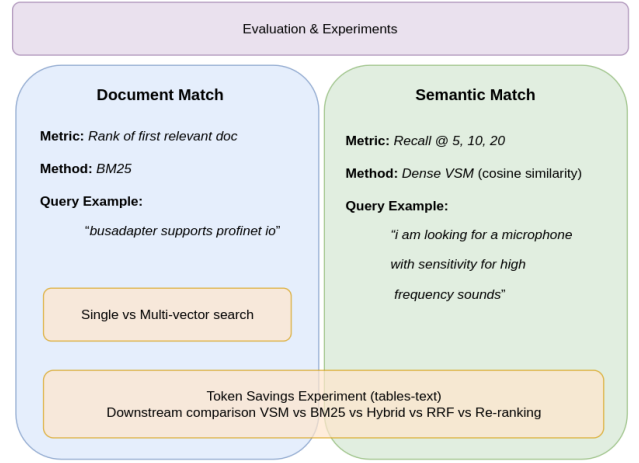 Evaluation & Experiments
Document Match
Metric: Rank of first relevant doc
Method: BM25
Query Example:
“busadapter supports profinet io”
Single vs Multi-vector search
Semantic Match
Metric: Recall @ 5, 10, 20
Method: Dense VSM (cosine similarity)
Query Example:
“i am looking for a microphone
with sensitivity for high
frequency sounds”
Token Savings Experiment (tables-text)
Downstream comparison VSM vs BM25 vs Hybrid vs RRF vs Re-ranking